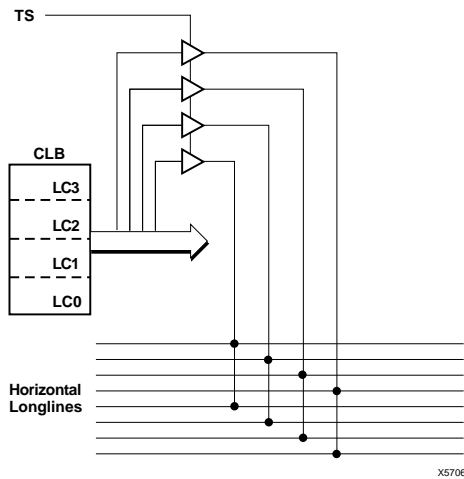 TS
CLB
LC3
LC2
LC1
LC0
Horizontal
Longlines
X5706